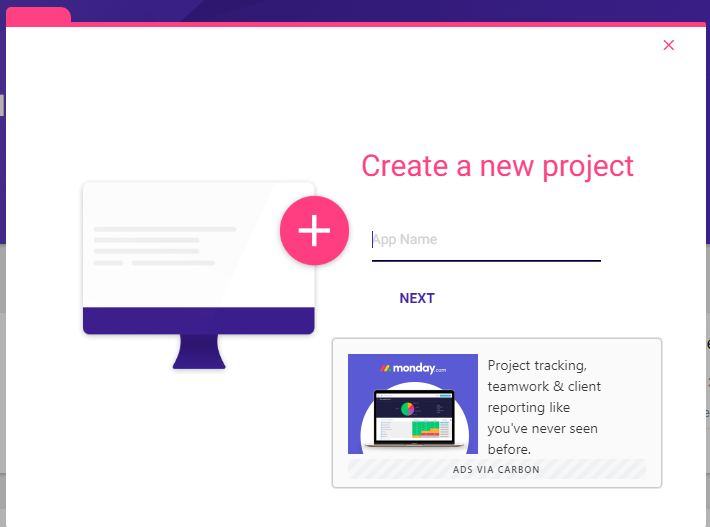 Create a new project
App Name
NEXT
monday.com
Project tracking,
teamwork & client
reporting like
you've never seen
before.
ADS VIA CARBON